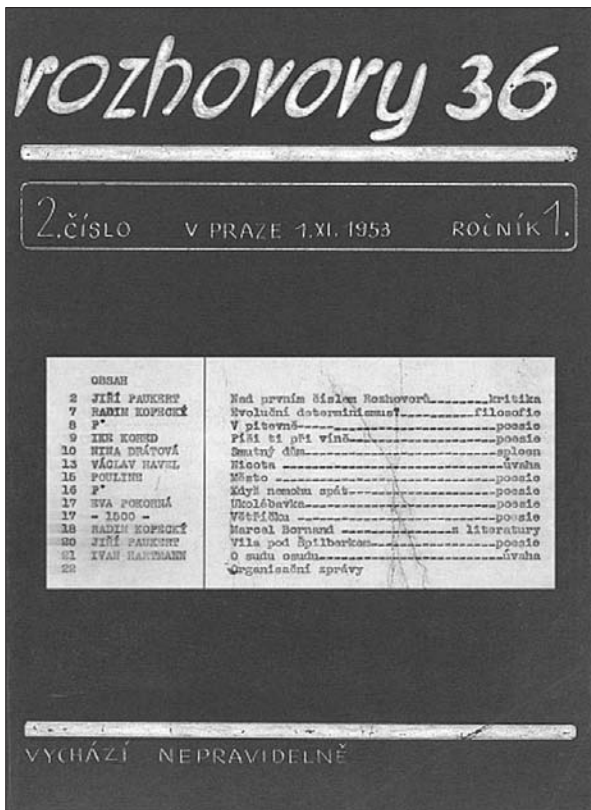 rozhovory 36
2. ČÍSLO V PRAZE 1.XI. 1953 ROČNÍK 1.
OBSAH
2 JIŘÍ PAUKERT Nad prvním číslem Rozhovorů kritika
7 RADIM KOPECKÝ Evoluční determinismus? filosofie
8 P* V pitevně poesie
9 IKE KOHED Píši ti při víně poesie
10 NINA DRÁTOVÁ Smutný dům spleen
13 VÁCLAV HAVEL Nicota úvaha
15 POULINE Město poesie
16 P* Když nemohu spát poesie
17 EVA POKORNÁ Ukolébavka poesie
17 - 1500 - Větříčku poesie
18 RADIM KOPECKÝ Marcel Bornand z literatury
20 JIŘÍ PAUKERT Vila pod Špilberkem poesie
21 IVAN HARTMANN O sudu osudu úvaha
22 Organisační zprávy
VYCHÁZÍ NEPRAVIDELNĚ